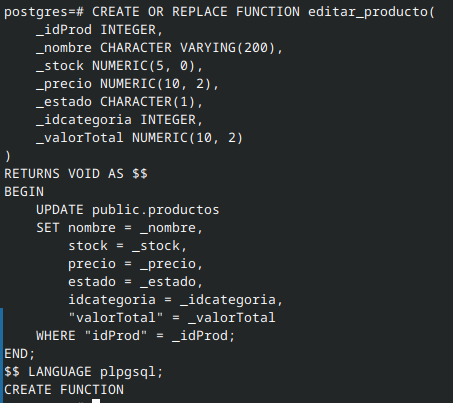 postgres=# CREATE OR REPLACE FUNCTION editar_producto(
    _idProd INTEGER,
    _nombre CHARACTER VARYING(200),
    _stock NUMERIC(5, 0),
    _precio NUMERIC(10, 2),
    _estado CHARACTER(1),
    _idcategoria INTEGER,
    _valorTotal NUMERIC(10, 2)
)
RETURNS VOID AS $$
BEGIN
    UPDATE public.productos
    SET nombre = _nombre,
        stock = _stock,
        precio = _precio,
        estado = _estado,
        idcategoria = _idcategoria,
        "valorTotal" = _valorTotal
    WHERE "idProd" = _idProd;
END;
$$ LANGUAGE plpgsql;
CREATE FUNCTION